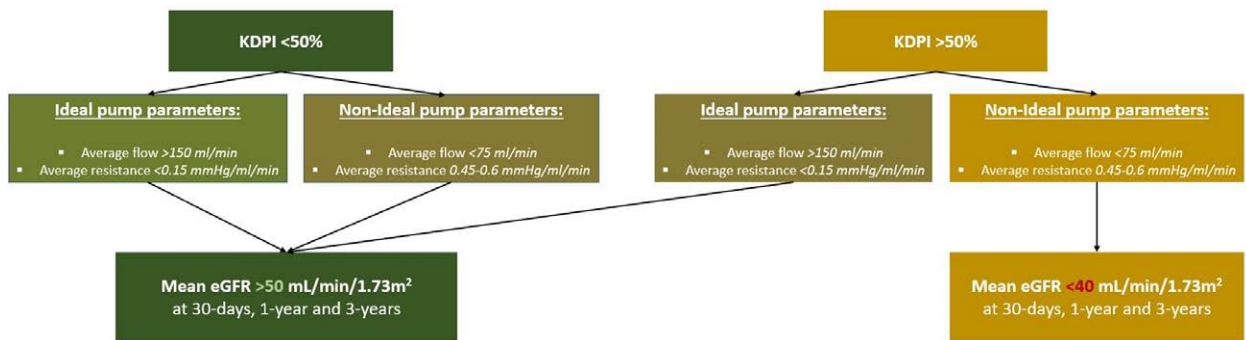 KDPI <50%
KDPI >50%
Ideal pump parameters:
▪ Average flow >150 ml/min
▪ Average resistance <0.15 mmHg/ml/min
Non-Ideal pump parameters:
▪ Average flow <75 ml/min
▪ Average resistance 0.45-0.6 mmHg/ml/min
Ideal pump parameters:
▪ Average flow >150 ml/min
▪ Average resistance <0.15 mmHg/ml/min
Non-Ideal pump parameters:
▪ Average flow <75 ml/min
▪ Average resistance 0.45-0.6 mmHg/ml/min
Mean eGFR >50 mL/min/1.73m²
at 30-days, 1-year and 3-years
Mean eGFR <40 mL/min/1.73m²
at 30-days, 1-year and 3-years